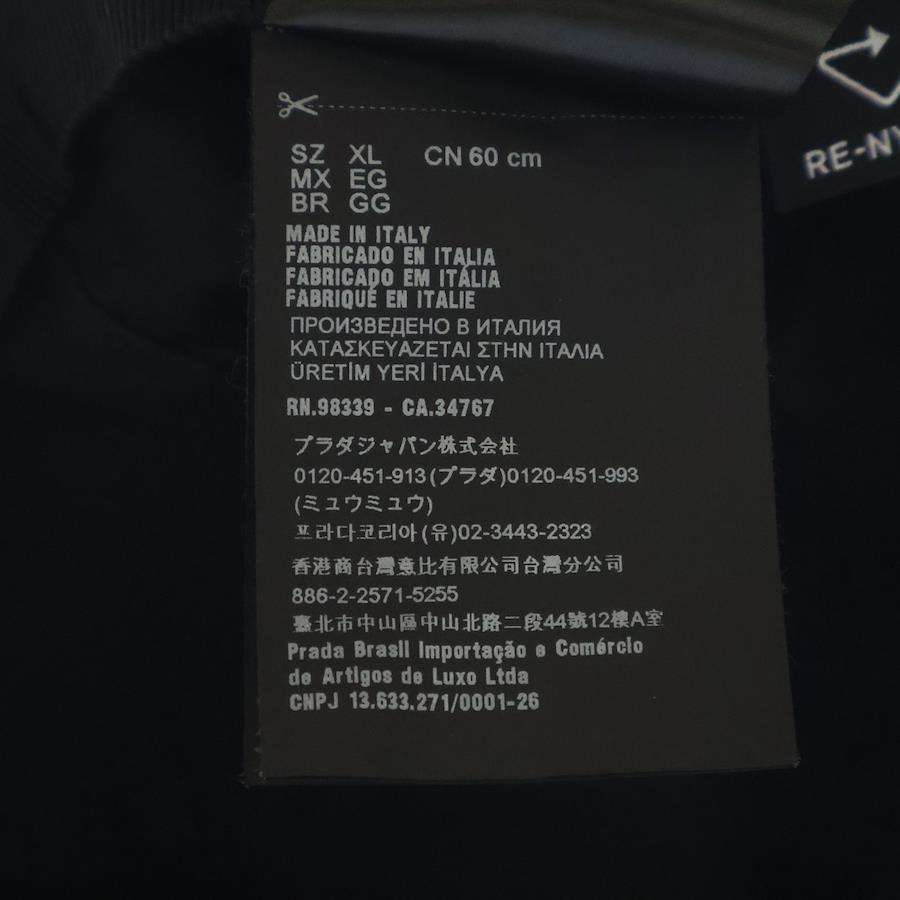 SZ XL CN 60 cm
MX EG
BR GG
MADE IN ITALY
FABRICADO EN ITALIA
FABRICADO EM ITÁLIA
FABRIQUÉ EN ITALIE
ПРОИЗВЕДЕНО В ИТАЛИЯ
ΚΑΤΑΣΚΕΥΑΖΕΤΑΙ ΣΤΗΝ ΙΤΑΛΙΑ
ÜRETİM YERİ İTALYA
RN.98339 - CA.34767
プラダジャパン株式会社
0120-451-913(プラダ)0120-451-993
(ミュウミュウ)
프라다코리아(유)02-3443-2323
香港商台灣意比有限公司台灣分公司
886-2-2571-5255
臺北市中山區中山北路二段44號12樓A室
Prada Brasil Importação e Comércio
de Artigos de Luxo Ltda
CNPJ 13.633.271/0001-26